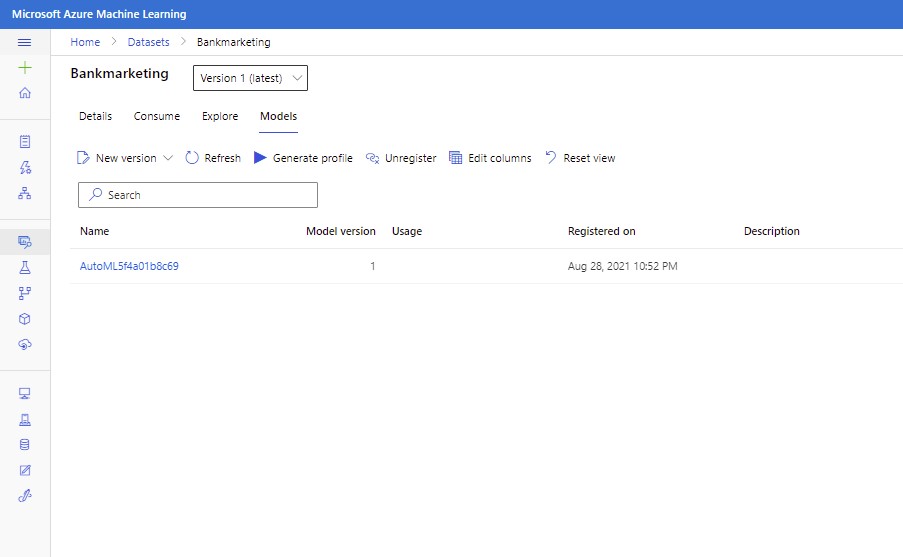 Microsoft Azure Machine Learning
Home > Datasets > Bankmarketing
Bankmarketing Version 1 (latest)
Details Consume Explore Models
New version Refresh Generate profile Unregister Edit columns Reset view
Search
Name Model version Usage Registered on Description
AutoML5f4a01b8c69 1 Aug 28, 2021 10:52 PM